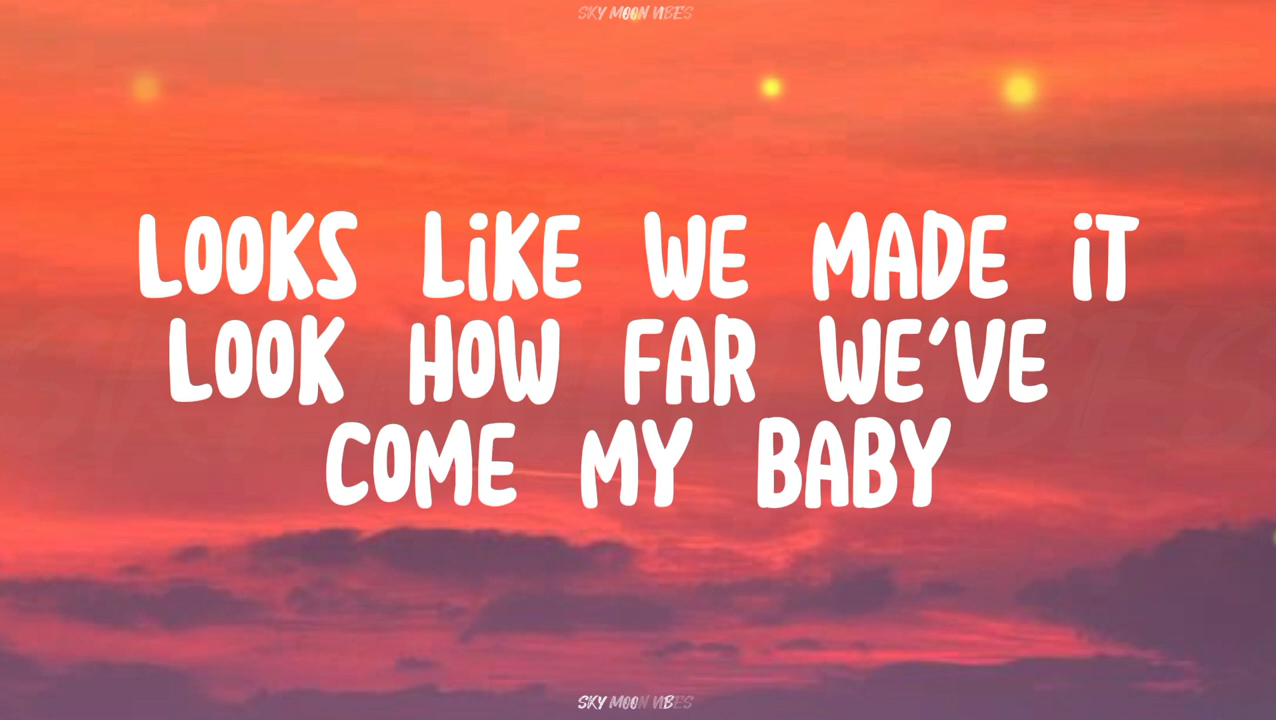 SKY MOON VIBES
LOOKS LiKE WE MADE iT
LOOK HOW FAR WE'VE
COME MY BABY
SKY MOON VIBES